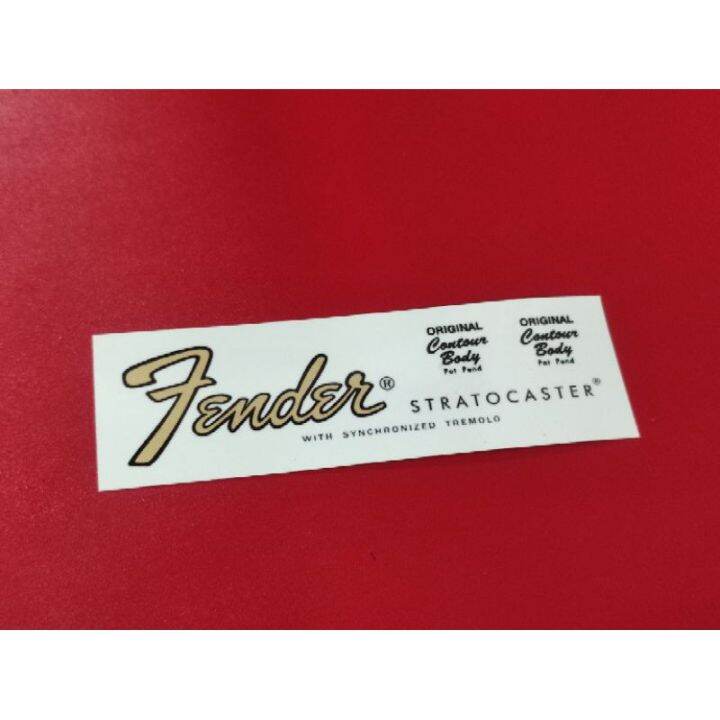 Fender®
STRATOCASTER®
WITH SYNCHRONIZED TREMOLO
ORIGINAL
Contour
Body
Pat Pend
ORIGINAL
Contour
Body
Pat Pend